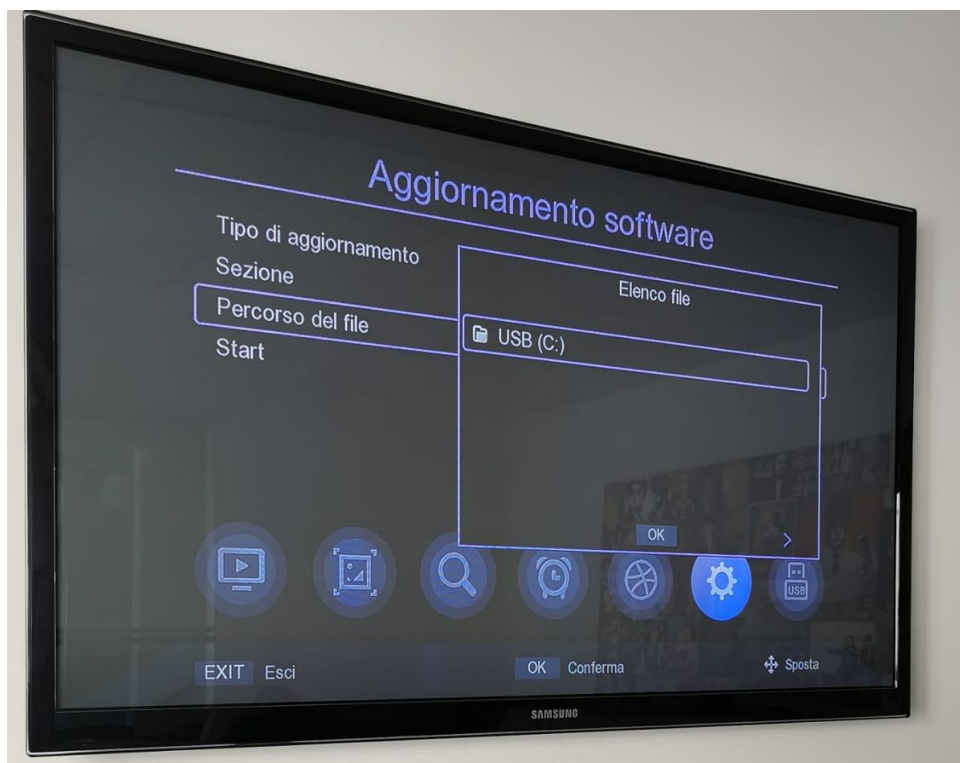 Aggiornamento software
Tipo di aggiornamento
Sezione
Percorso del file
Start
Elenco file
USB (C:)
OK
USB
EXIT Esci
OK Conferma
Sposta
SAMSUNG